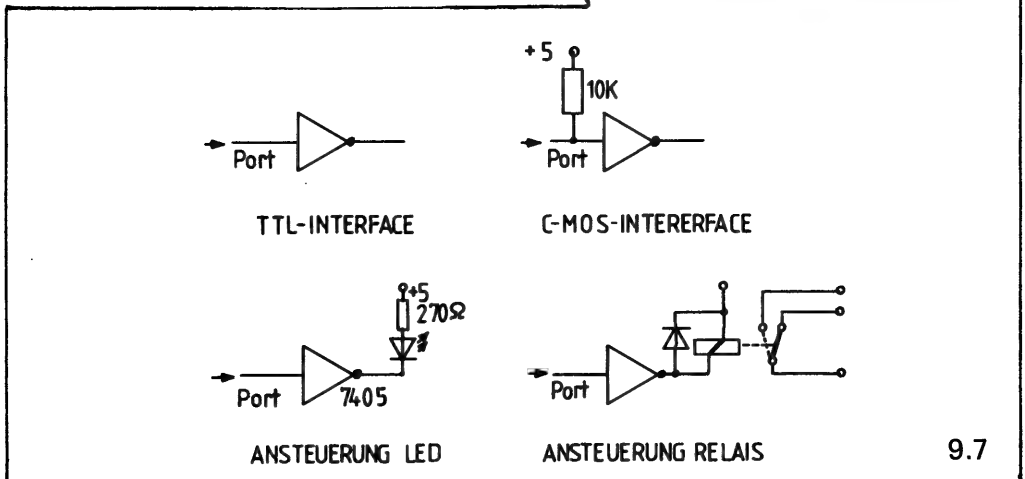 +5
10K
Port
Port
TTL-INTERFACE
C-MOS-INTERERFACE
+5
270Ω
Port
7405
Port
ANSTEUERUNG LED
ANSTEUERUNG RELAIS
9.7